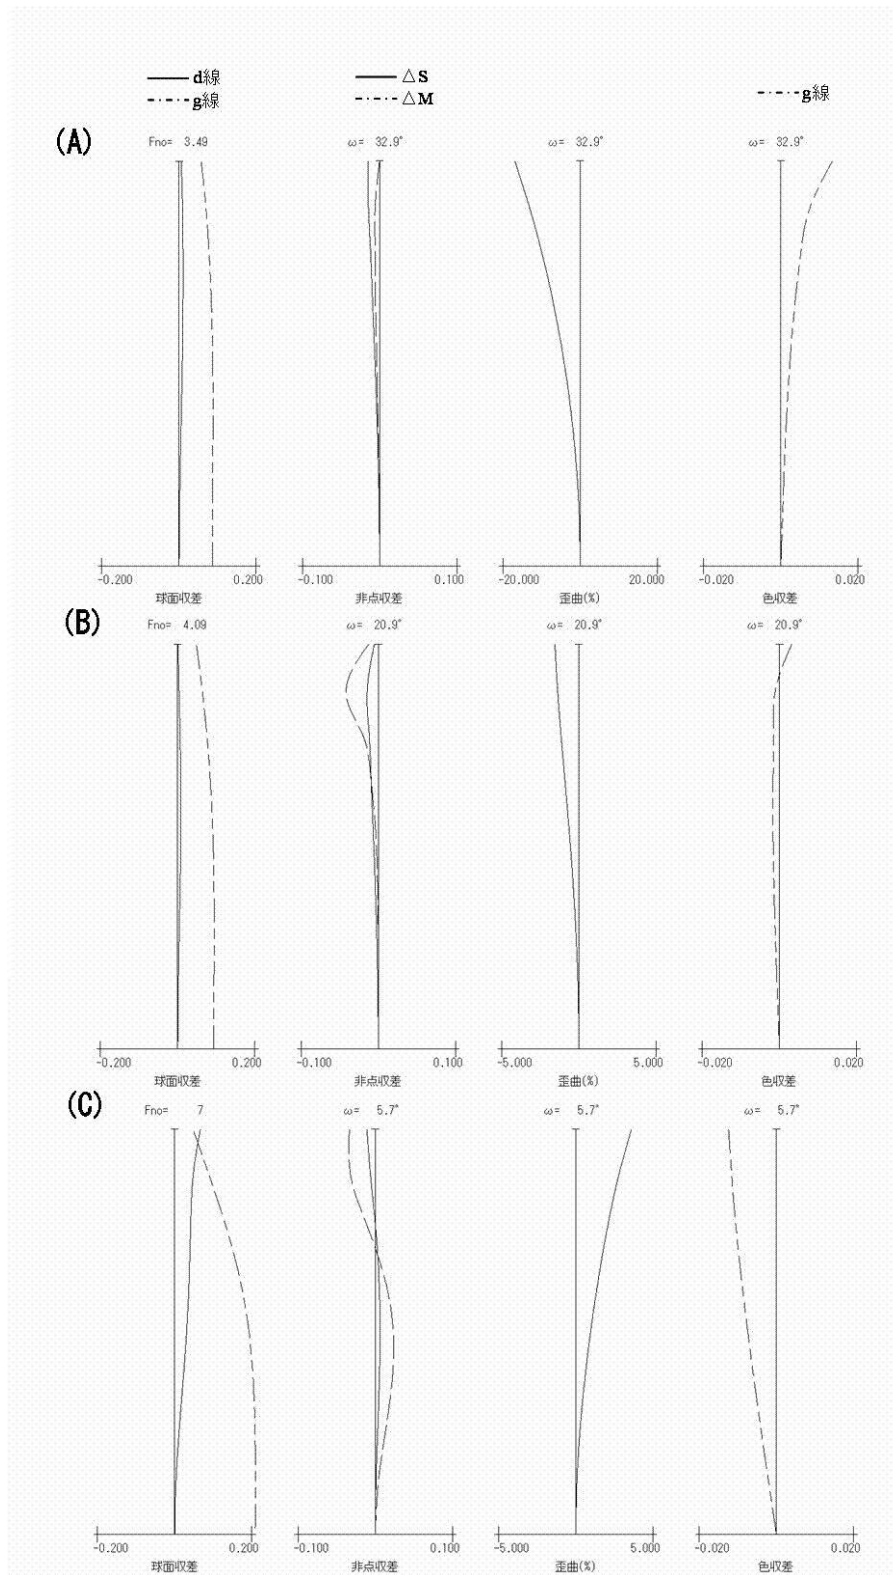 d線 △S
g線 △M g線
(A)
Fno= 3.49 ω= 32.9° ω= 32.9° ω= 32.9°
-0.200 0.200 -0.100 0.100 -20.000 20.000 -0.020 0.020
球面収差 非点収差 歪曲(%) 色収差
(B)
Fno= 4.09 ω= 20.9° ω= 20.9° ω= 20.9°
-0.200 0.200 -0.100 0.100 -5.000 5.000 -0.020 0.020
球面収差 非点収差 歪曲(%) 色収差
(C)
Fno= 7 ω= 5.7° ω= 5.7° ω= 5.7°
-0.200 0.200 -0.100 0.100 -5.000 5.000 -0.020 0.020
球面収差 非点収差 歪曲(%) 色収差